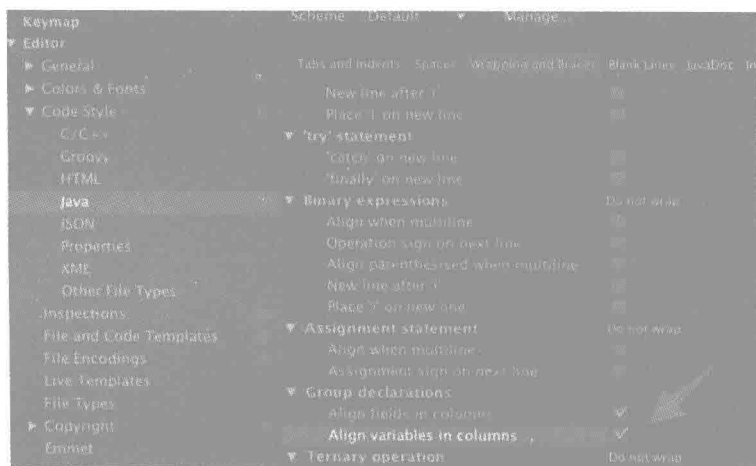 Keymap
Editor
General
Colors & Fonts
Code Style
C/C++
Groovy
HTML
Java
JSON
Properties
XML
Other File Types
Inspections
File and Code Templates
File Encodings
Live Templates
File Types
Copyright
Emmet
Scheme Default Manage...
Tabs and Indents Spaces Wrapping and Braces Blank Lines JavaDoc
New line after '('
Place ')' on new line
'try' statement
'catch' on new line
'finally' on new line
Binary expressions Do not wrap
Align when multiline
Operation sign on next line
Align parenthesised when multiline
New line after '('
Place ')' on new line
Assignment statement Do not wrap
Align when multiline
Assignment sign on next line
Group declarations
Align fields in columns
Align variables in columns
Ternary operation Do not wrap